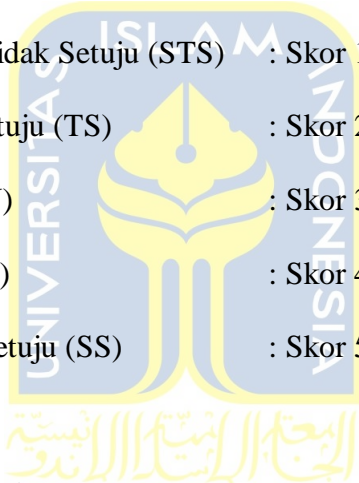 ISLAM
UNIVERSITAS
INDONESIA
idak Setuju (STS) : Skor 1
tuju (TS) : Skor 2
) : Skor 3
) : Skor 4
etuju (SS) : Skor 5